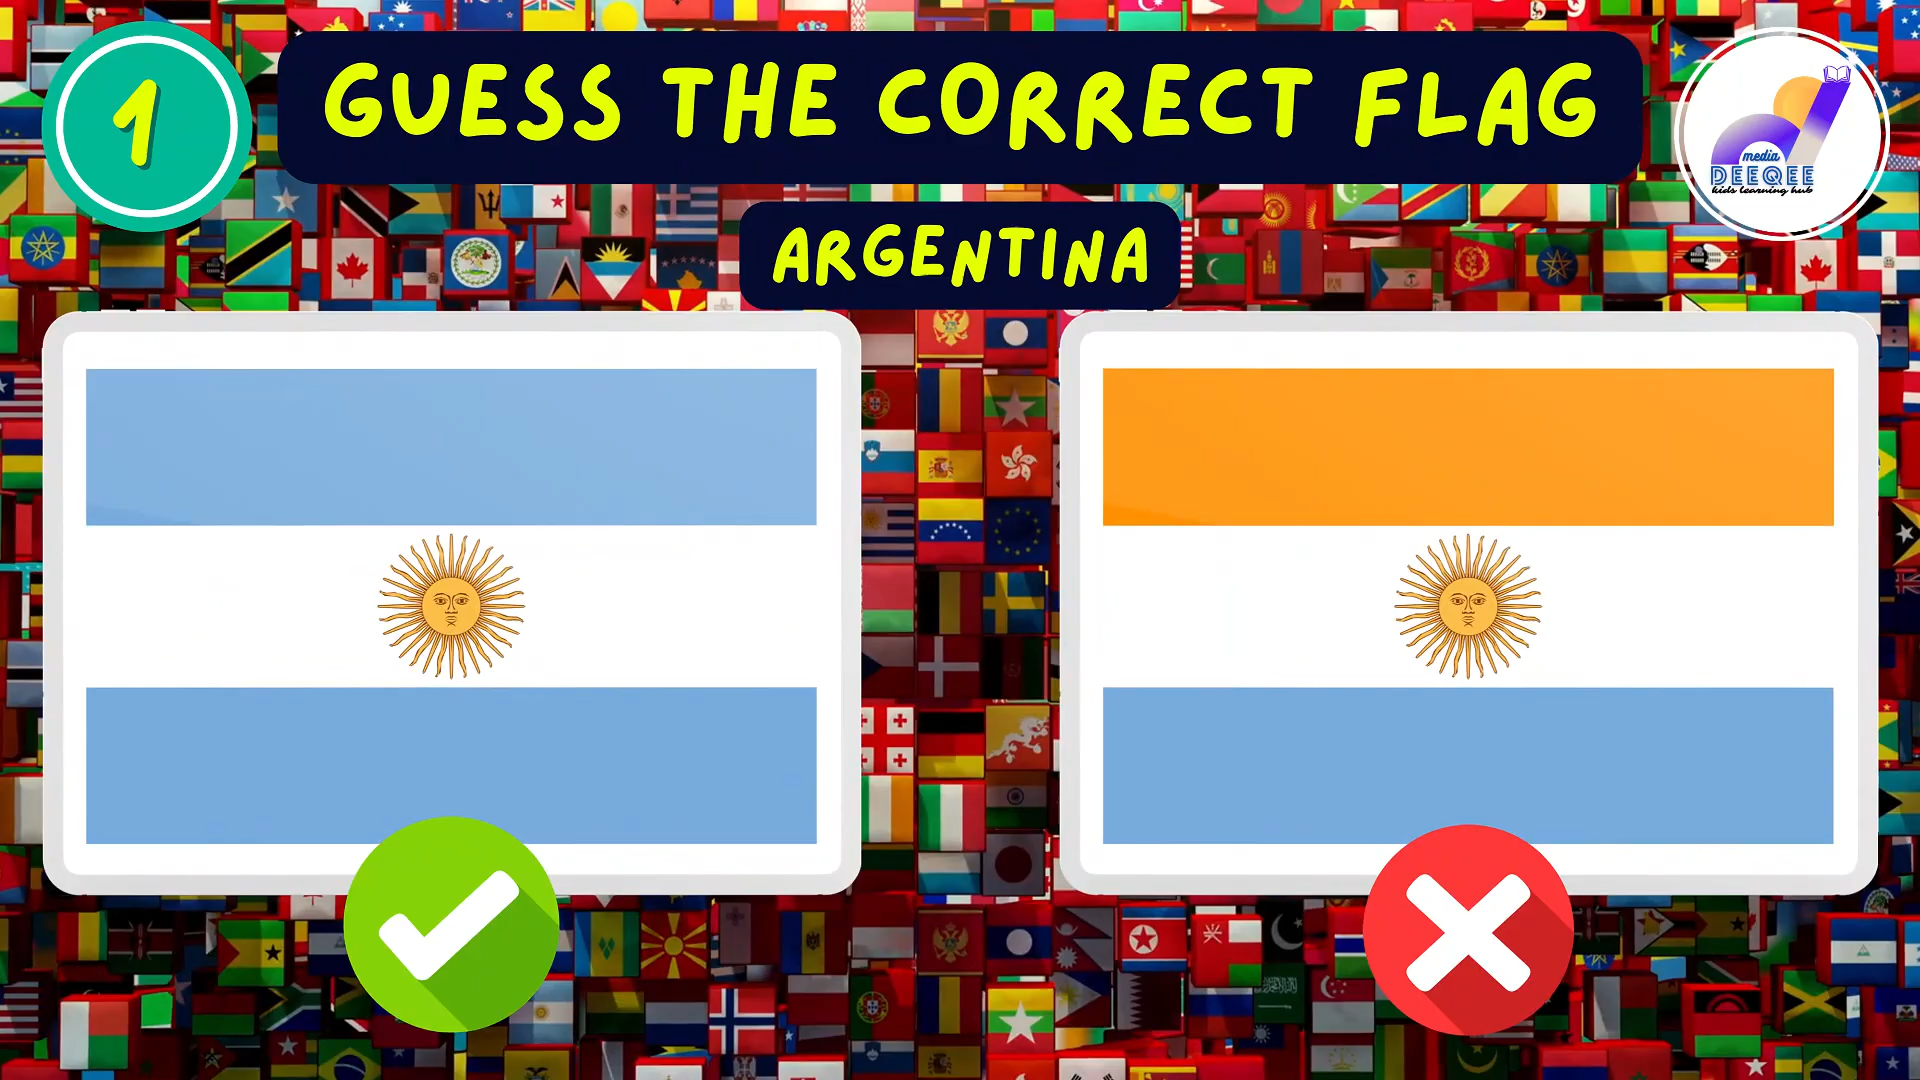 1
GUESS THE CORRECT FLAG
media
DEEQEE
kids learning hub
ARGENTINA